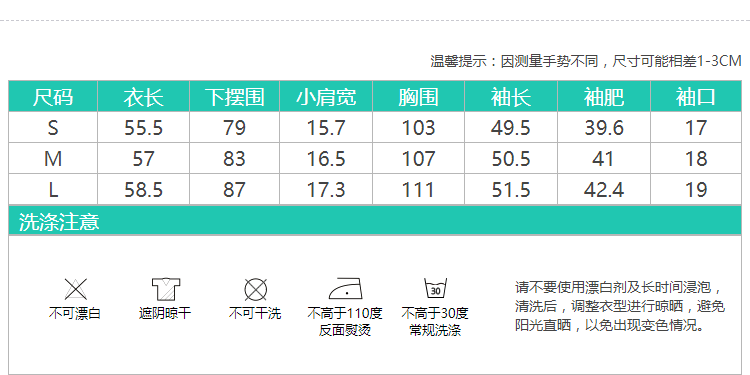 温馨提示：因测量手势不同，尺寸可能相差1-3CM
尺码 衣长 下摆围 小肩宽 胸围 袖长 袖肥 袖口
S 55.5 79 15.7 103 49.5 39.6 17
M 57 83 16.5 107 50.5 41 18
L 58.5 87 17.3 111 51.5 42.4 19
洗涤注意
30
不可漂白 遮阴晾干 不可干洗 不高于110度 不高于30度
反面熨烫 常规洗涤
请不要使用漂白剂及长时间浸泡，
清洗后，调整衣型进行晾晒，避免
阳光直晒，以免出现变色情况。